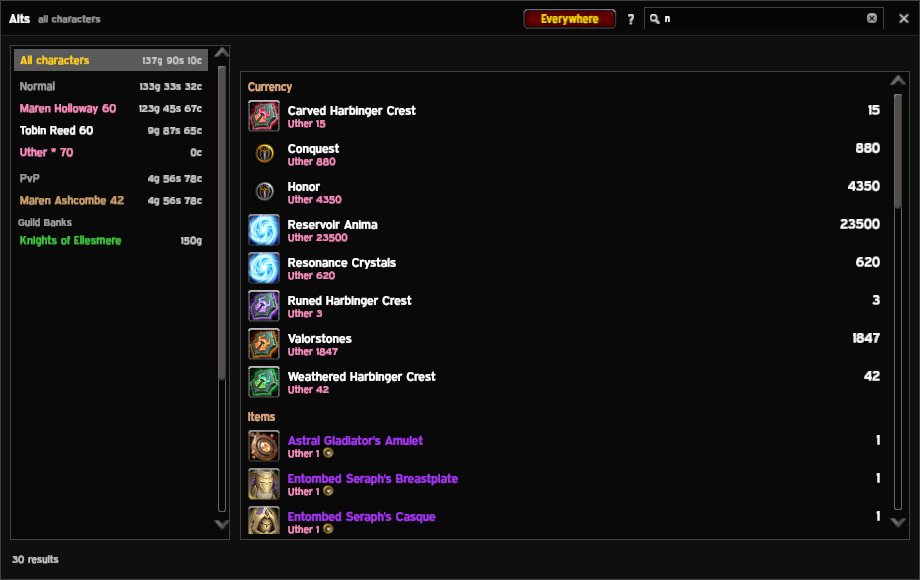 Alts all characters Everywhere ? n
All characters 137g 90s 10c
Normal 133g 33s 32c
Maren Holloway 60 123g 45s 67c
Tobin Reed 60 9g 87s 65c
Uther * 70 0c
PvP 4g 56s 78c
Maren Ashcombe 42 4g 56s 78c
Guild Banks
Knights of Ellesmere 150g
Currency
Carved Harbinger Crest 15
Uther 15
Conquest 880
Uther 880
Honor 4350
Uther 4350
Reservoir Anima 23500
Uther 23500
Resonance Crystals 620
Uther 620
Runed Harbinger Crest 3
Uther 3
Valorstones 1847
Uther 1847
Weathered Harbinger Crest 42
Uther 42
Items
Astral Gladiator's Amulet 1
Uther 1
Entombed Seraph's Breastplate 1
Uther 1
Entombed Seraph's Casque 1
Uther 1
30 results